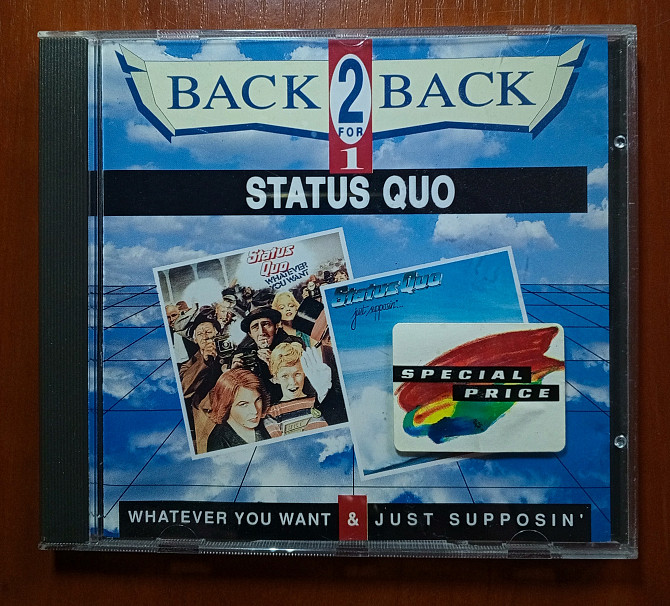 BACK 2 BACK
FOR
1
STATUS QUO
Status
Quo
WHATEVER
YOU WANT
Status Quo
just supposin'...
SPECIAL
PRICE
WHATEVER YOU WANT & JUST SUPPOSIN'